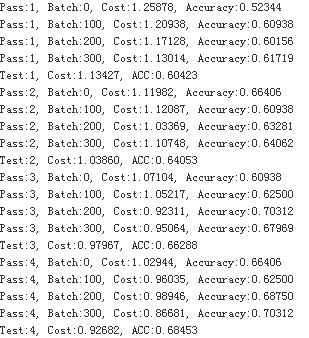 Pass:1, Batch:0, Cost:1.25878, Accuracy:0.52344
Pass:1, Batch:100, Cost:1.20938, Accuracy:0.60938
Pass:1, Batch:200, Cost:1.17128, Accuracy:0.60156
Pass:1, Batch:300, Cost:1.13014, Accuracy:0.61719
Test:1, Cost:1.13427, ACC:0.60423
Pass:2, Batch:0, Cost:1.11982, Accuracy:0.66406
Pass:2, Batch:100, Cost:1.12087, Accuracy:0.60938
Pass:2, Batch:200, Cost:1.03369, Accuracy:0.63281
Pass:2, Batch:300, Cost:1.10748, Accuracy:0.64062
Test:2, Cost:1.03860, ACC:0.64053
Pass:3, Batch:0, Cost:1.07104, Accuracy:0.60938
Pass:3, Batch:100, Cost:1.05217, Accuracy:0.62500
Pass:3, Batch:200, Cost:0.92311, Accuracy:0.70312
Pass:3, Batch:300, Cost:0.95064, Accuracy:0.67969
Test:3, Cost:0.97967, ACC:0.66288
Pass:4, Batch:0, Cost:1.02944, Accuracy:0.66406
Pass:4, Batch:100, Cost:0.96035, Accuracy:0.62500
Pass:4, Batch:200, Cost:0.98946, Accuracy:0.68750
Pass:4, Batch:300, Cost:0.86681, Accuracy:0.70312
Test:4, Cost:0.92682, ACC:0.68453